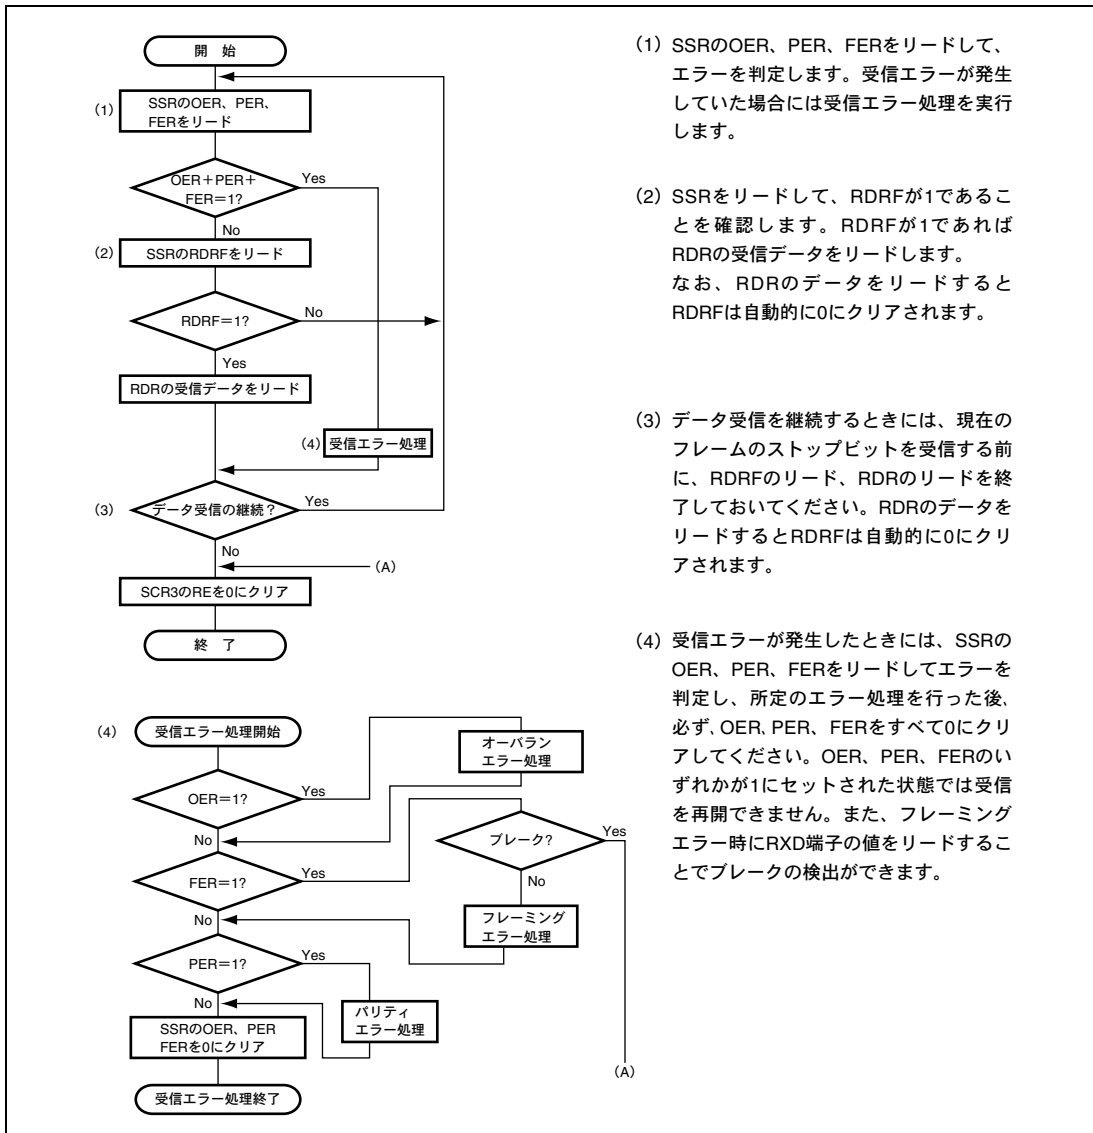 開 始
(1)
SSRのOER、PER、
FERをリード
OER＋PER＋
FER＝1?
Yes
No
(2)
SSRのRDRFをリード
RDRF＝1?
No
Yes
RDRの受信データをリード
(4)
受信エラー処理
(3)
データ受信の継続？
Yes
No
(A)
SCR3のREを0にクリア
終 了
(4)
受信エラー処理開始
OER＝1?
Yes
No
オーバラン
エラー処理
FER＝1?
Yes
No
ブレーク?
Yes
No
フレーミング
エラー処理
PER＝1?
Yes
No
パリティ
エラー処理
SSRのOER、PER
FERを0にクリア
(A)
受信エラー処理終了
(1) SSRのOER、PER、FERをリードして、
エラーを判定します。受信エラーが発生
していた場合には受信エラー処理を実行
します。
(2) SSRをリードして、RDRFが1であるこ
とを確認します。RDRFが1であれば
RDRの受信データをリードします。
なお、RDRのデータをリードすると
RDRFは自動的に0にクリアされます。
(3) データ受信を継続するときには、現在の
フレームのストップビットを受信する前
に、RDRFのリード、RDRのリードを終
了しておいてください。RDRのデータを
リードするとRDRFは自動的に0にクリ
アされます。
(4) 受信エラーが発生したときには、SSRの
OER、PER、FERをリードしてエラーを
判定し、所定のエラー処理を行った後、
必ず、OER、PER、FERをすべて0にクリ
アしてください。OER、PER、FERのい
ずれかが1にセットされた状態では受信
を再開できません。また、フレーミング
エラー時にRXD端子の値をリードするこ
とでブレークの検出ができます。